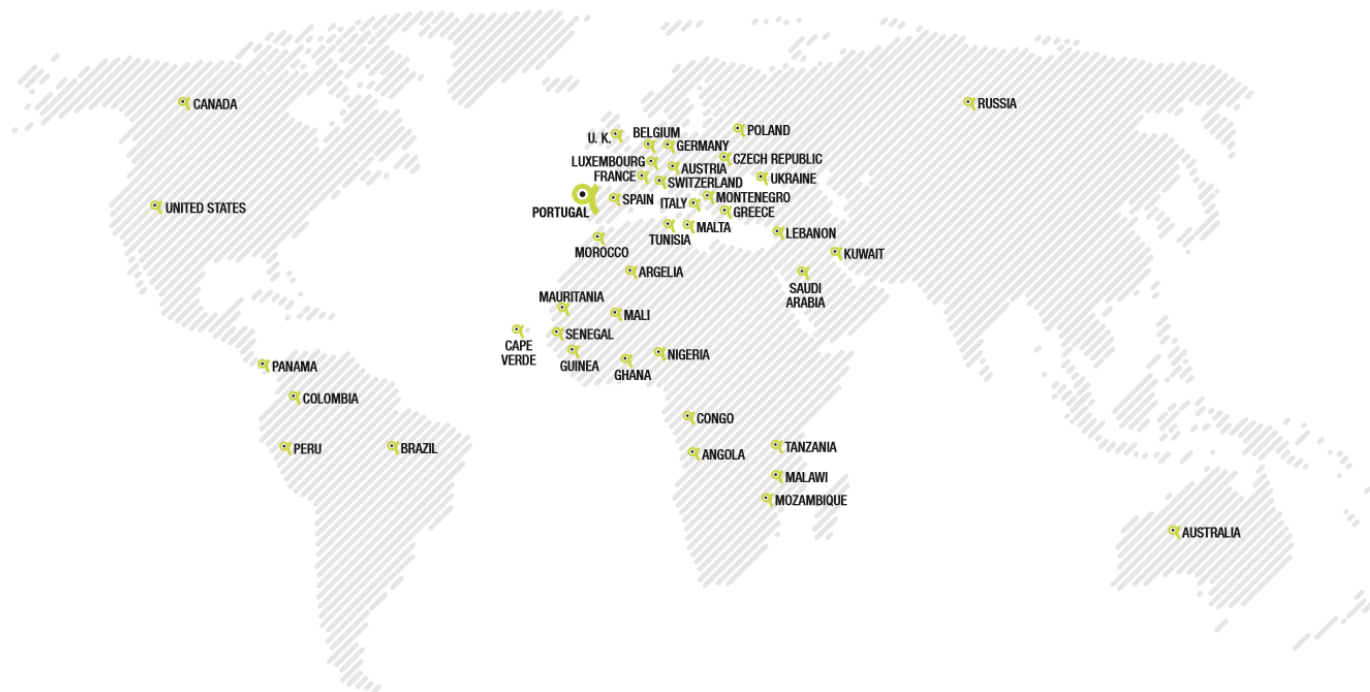 CANADA
RUSSIA
POLAND
BELGIUM
U. K.
GERMANY
CZECH REPUBLIC
LUXEMBOURG
AUSTRIA
FRANCE
UKRAINE
SWITZERLAND
MONTENEGRO
SPAIN
ITALY
UNITED STATES
PORTUGAL
GREECE
MALTA
LEBANON
TUNISIA
MOROCCO
KUWAIT
ARGELIA
SAUDI
ARABIA
MAURITANIA
MALI
SENEGAL
CAPE
VERDE
NIGERIA
GUINEA
GHANA
PANAMA
COLOMBIA
CONGO
PERU
BRAZIL
TANZANIA
ANGOLA
MALAWI
MOZAMBIQUE
AUSTRALIA